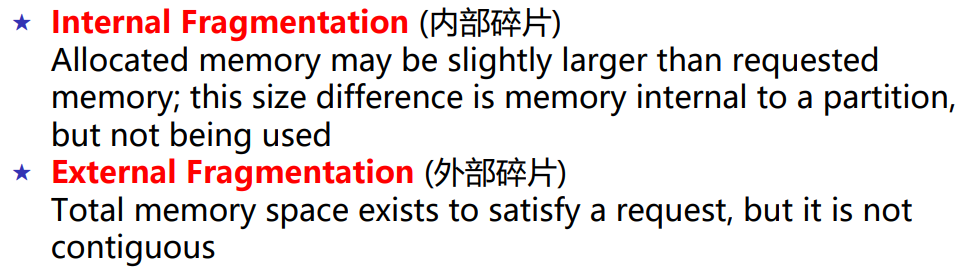 ★ Internal Fragmentation (内部碎片)
Allocated memory may be slightly larger than requested
memory; this size difference is memory internal to a partition,
but not being used
★ External Fragmentation (外部碎片)
Total memory space exists to satisfy a request, but it is not
contiguous